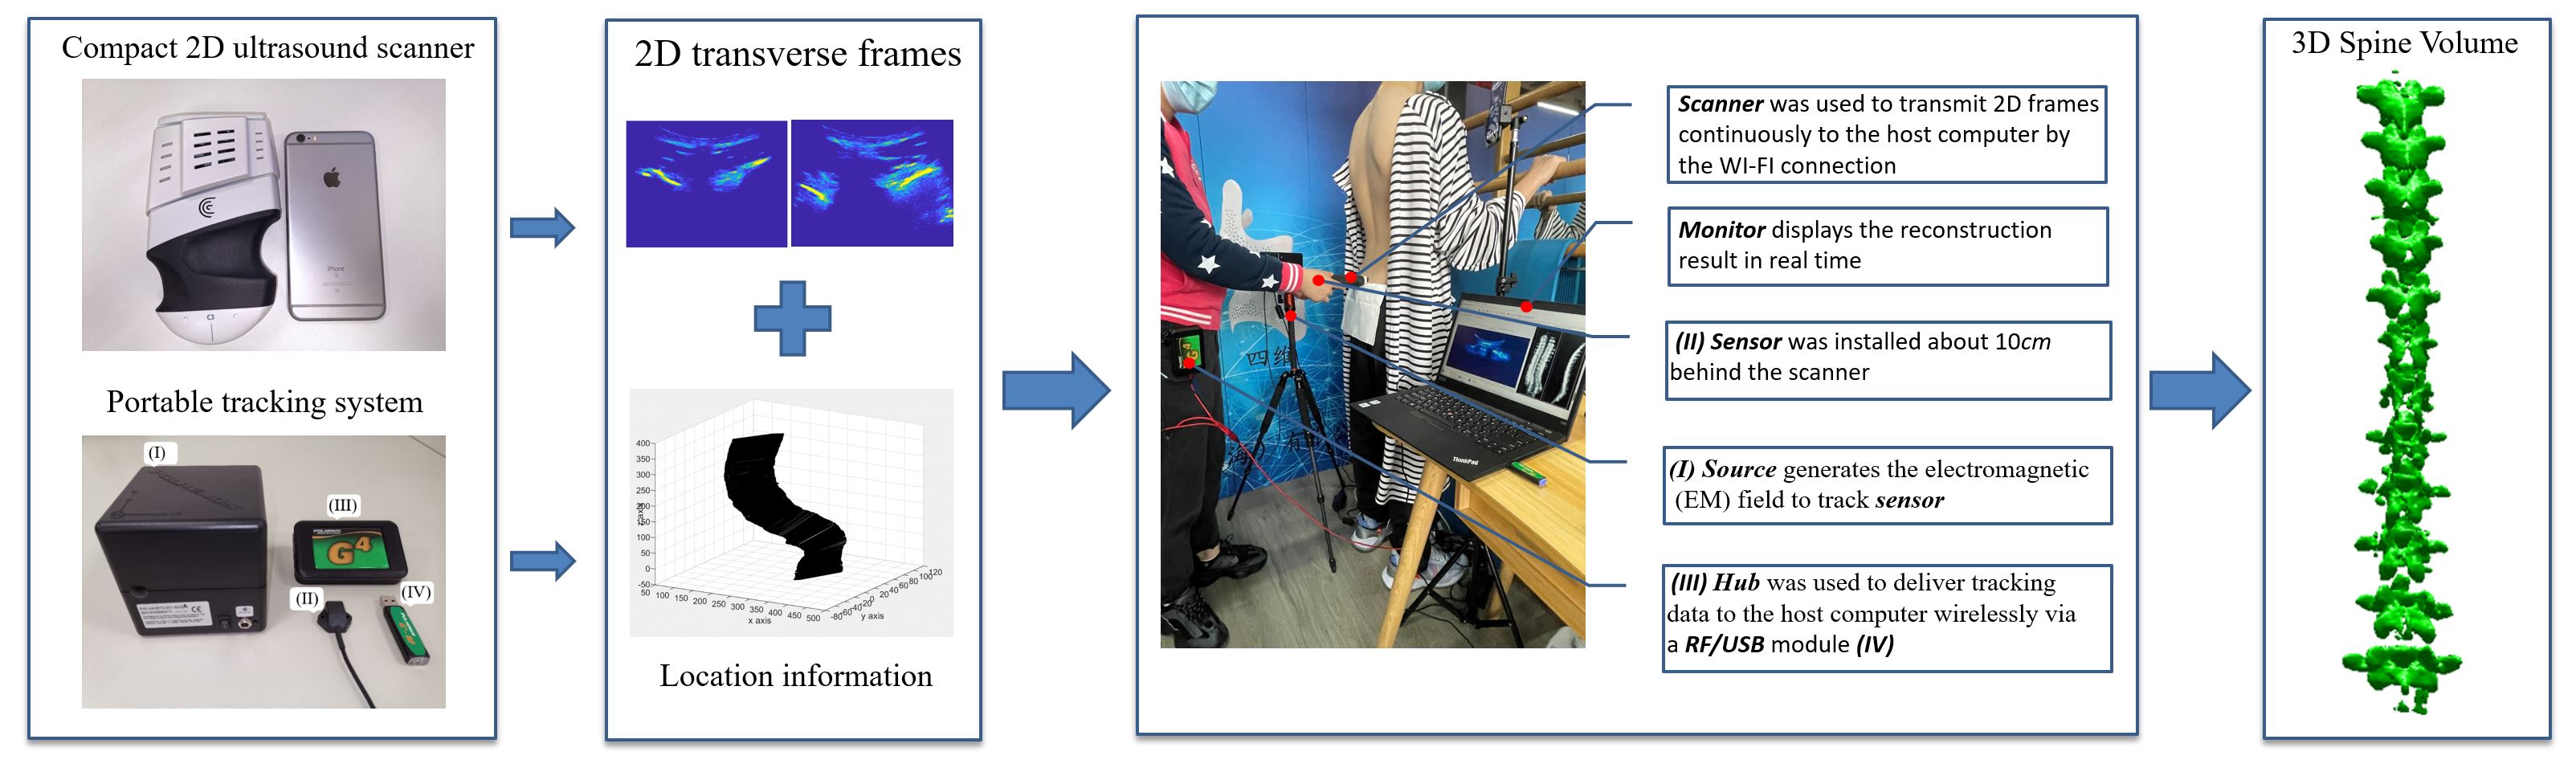 Compact 2D ultrasound scanner
iPhone
C3
Portable tracking system
(I)
(III)
G4
(II)
(IV)
2D transverse frames
400
350
300
250
200
150
100
50
0
-50
z axis
50 100 150 200 250 300 350 400 450 500
x axis
-80 -60 -40 -20 0 20 40 60 80 100 120
y axis
Location information
G4
四维
ThinkPad
Scanner was used to transmit 2D frames
continuously to the host computer by
the WI-FI connection
Monitor displays the reconstruction
result in real time
(II) Sensor was installed about 10cm
behind the scanner
(I) Source generates the electromagnetic
(EM) field to track sensor
(III) Hub was used to deliver tracking
data to the host computer wirelessly via
a RF/USB module (IV)
3D Spine Volume